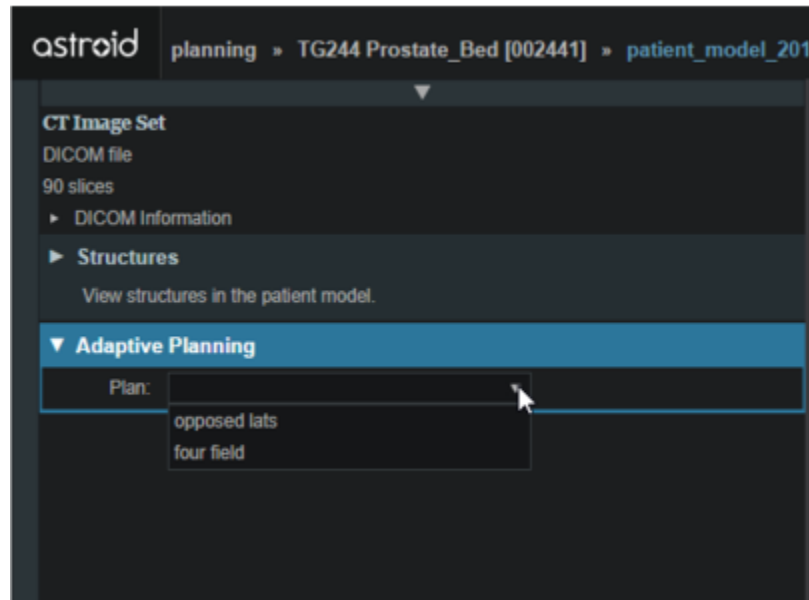 astroid planning » TG244 Prostate_Bed [002441] » patient_model_201
CT Image Set
DICOM file
90 slices
DICOM Information
Structures
View structures in the patient model.
Adaptive Planning
Plan:
opposed lats
four field